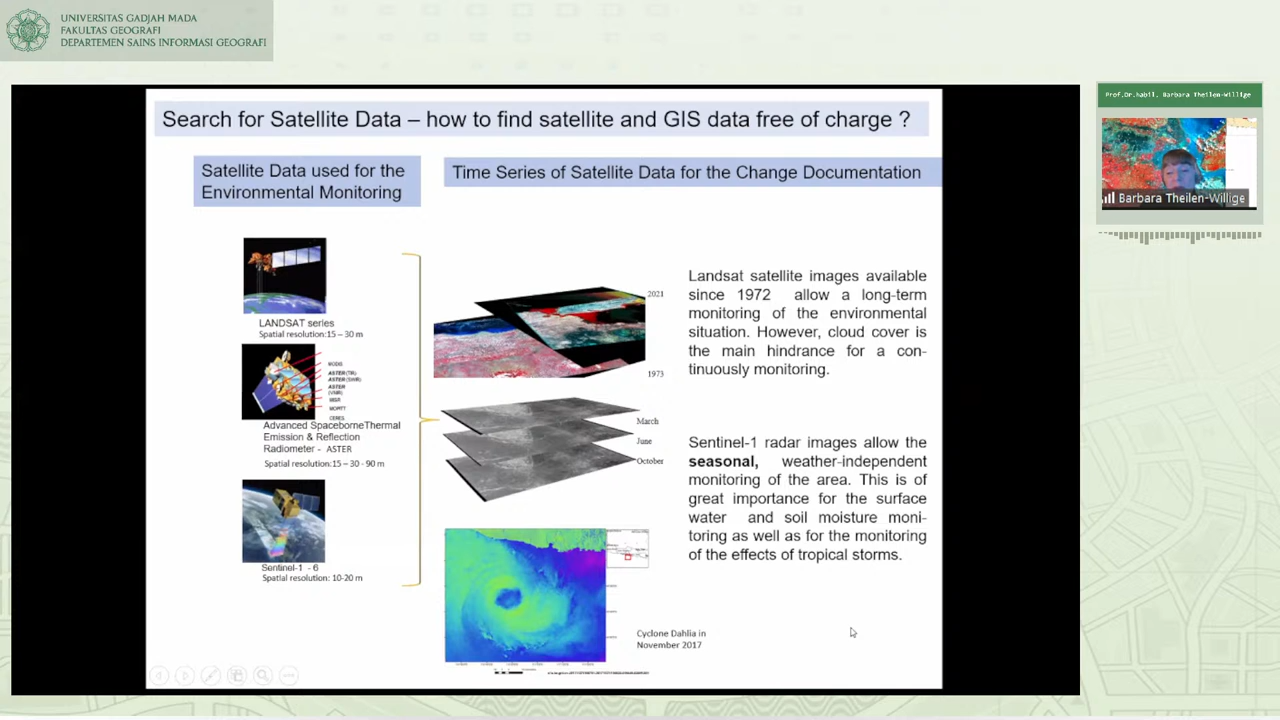 UNIVERSITAS GADJAH MADA
FAKULTAS GEOGRAFI
DEPARTEMEN SAINS INFORMASI GEOGRAFI
Prof.Dr.habil. Barbara Theilen-Willige
Barbara Theilen-Willige
Search for Satellite Data – how to find satellite and GIS data free of charge ?
Satellite Data used for the
Environmental Monitoring
Time Series of Satellite Data for the Change Documentation
LANDSAT series
Spatial resolution:15 – 30 m
MODIS
ASTER (TIR)
ASTER (SWIR)
ASTER
(VNIR)
MISR
MOPITT
CERES
Advanced SpaceborneThermal
Emission & Reflection
Radiometer - ASTER
Spatial resolution:15 – 30 - 90 m
Sentinel-1 - 6
Spatial resolution: 10-20 m
2021
1973
March
June
October
Cyclone Dahlia in
November 2017
Landsat satellite images available
since 1972 allow a long-term
monitoring of the environmental
situation. However, cloud cover is
the main hindrance for a con-
tinuously monitoring.
Sentinel-1 radar images allow the
seasonal, weather-independent
monitoring of the area. This is of
great importance for the surface
water and soil moisture moni-
toring as well as for the monitoring
of the effects of tropical storms.